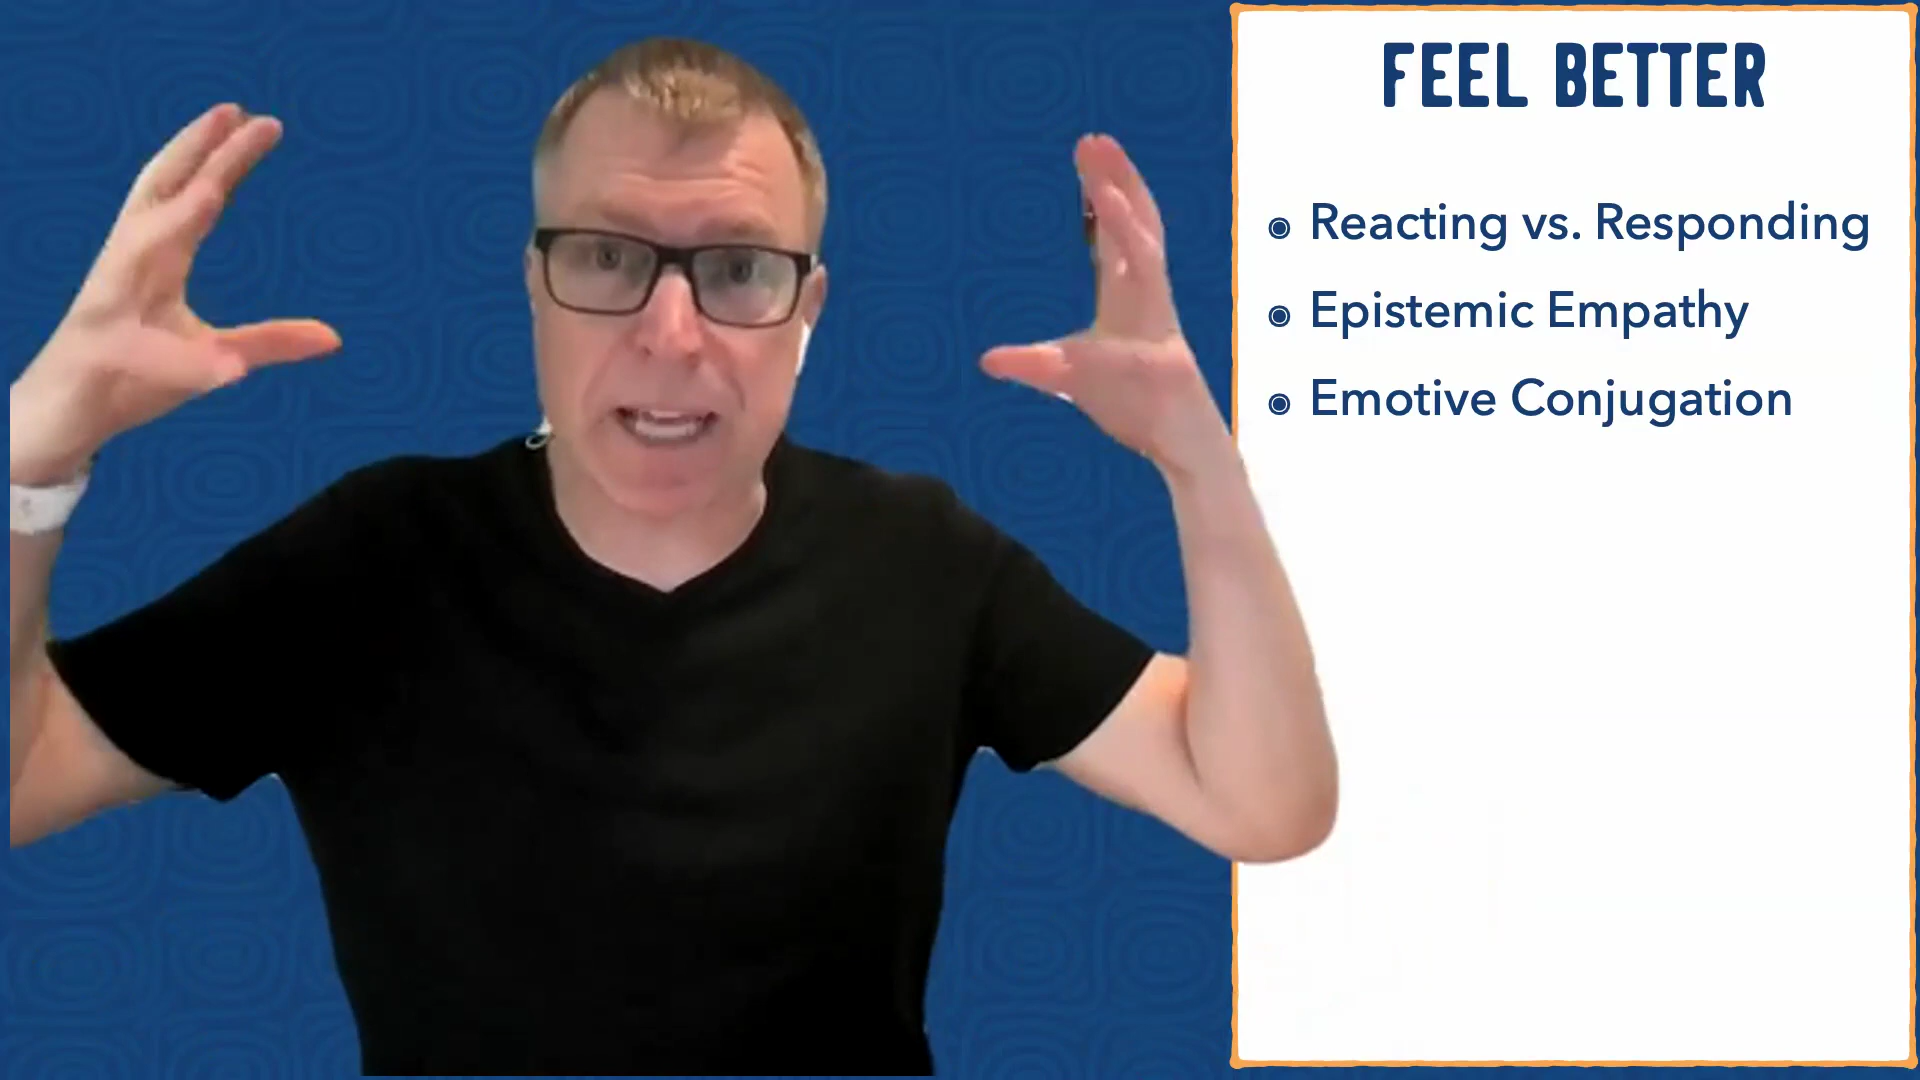 FEEL BETTER
Reacting vs. Responding
Epistemic Empathy
Emotive Conjugation